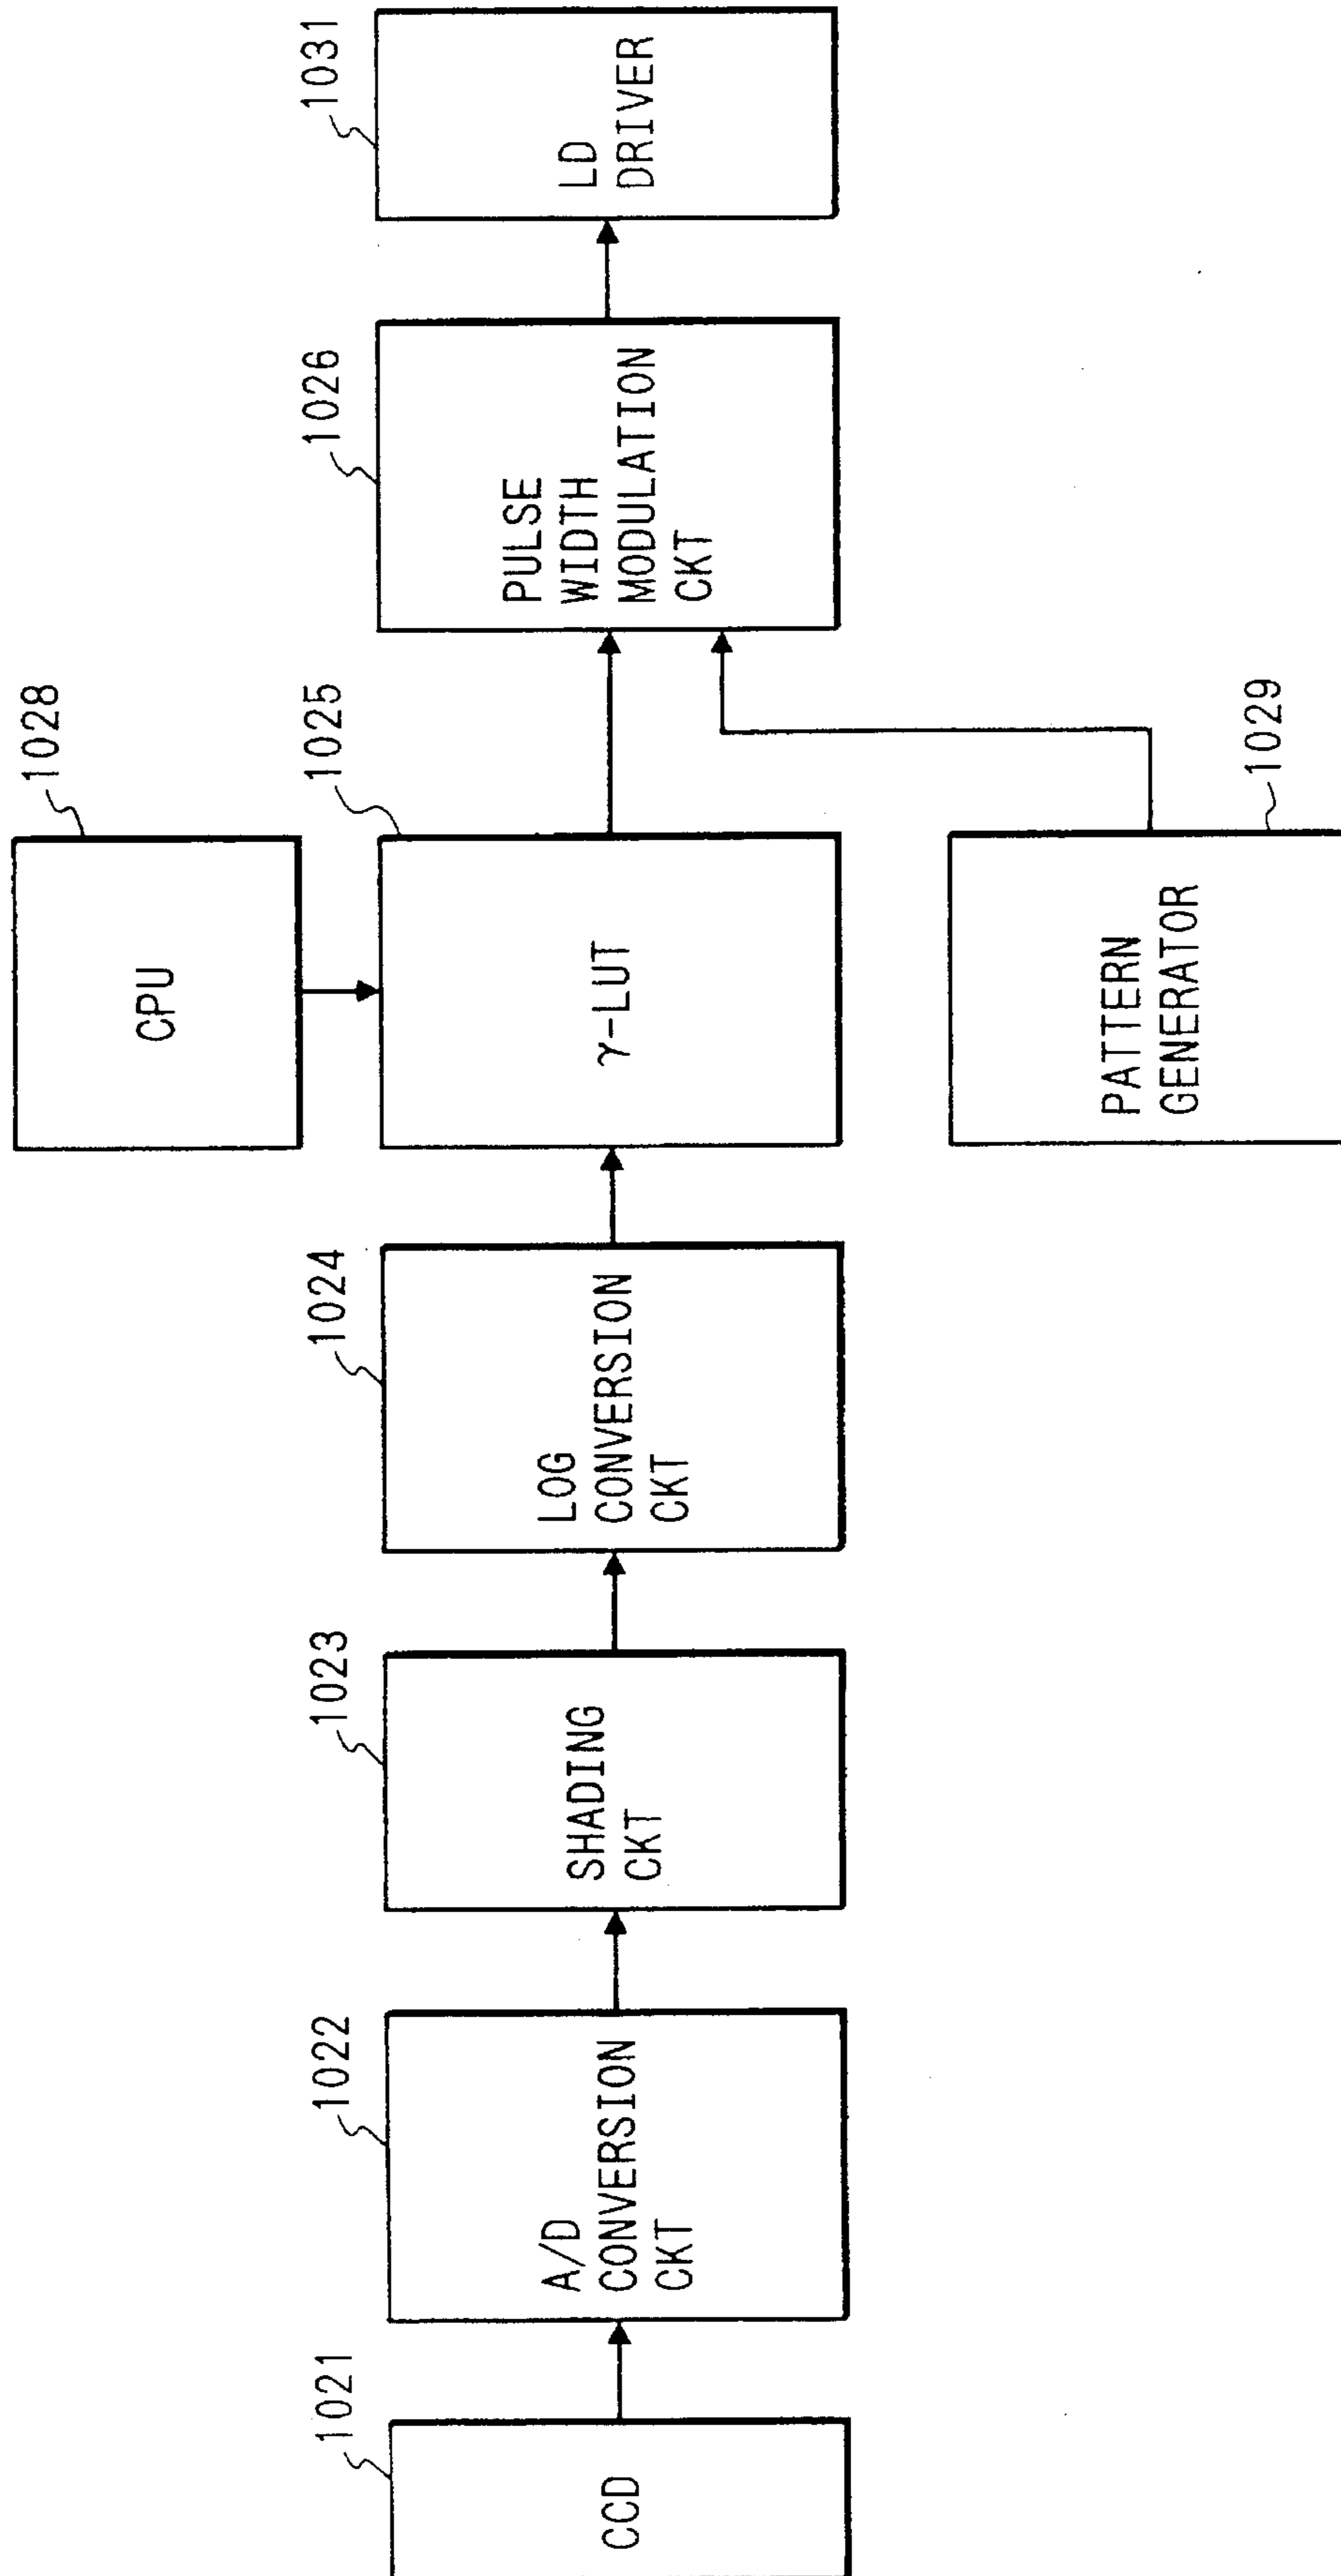 1021
CCD
1022
A/D
CONVERSION
CKT
1023
SHADING
CKT
1024
LOG
CONVERSION
CKT
1028
CPU
1025
γ-LUT
PATTERN
GENERATOR
1029
1026
PULSE
WIDTH
MODULATION
CKT
1031
LD
DRIVER